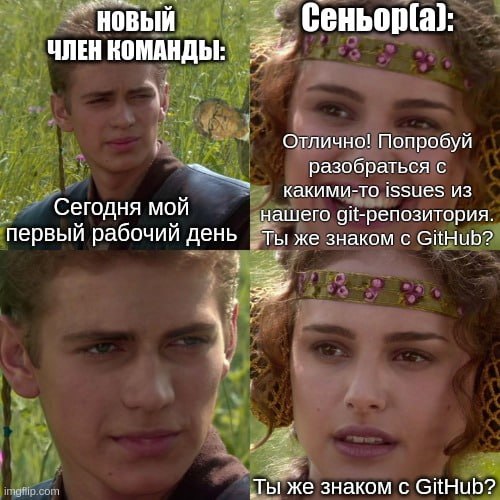 НОВЫЙ
ЧЛЕН КОМАНДЫ:
Сегодня мой
первый рабочий день
Сеньор(а):
Отлично! Попробуй
разобраться с
какими-то issues из
нашего git-репозитория.
Ты же знаком с GitHub?
Ты же знаком с GitHub?
imgflip.com